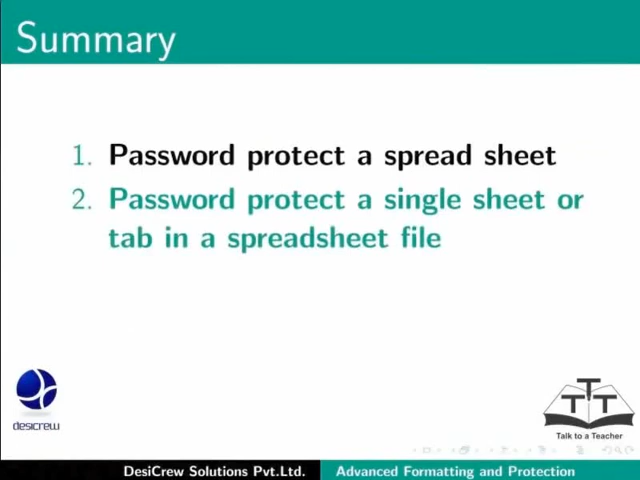 Summary
1. Password protect a spread sheet
2. Password protect a single sheet or
tab in a spreadsheet file
desicrew
TTT
Talk to a Teacher
DesiCrew Solutions Pvt.Ltd. Advanced Formatting and Protection